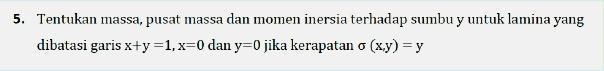 5. Tentukan massa, pusat massa dan momen inersia terhadap sumbu y untuk lamina yang
dibatasi garis x+y =1, x=0 dan y=0 jika kerapatan σ (x,y) = y